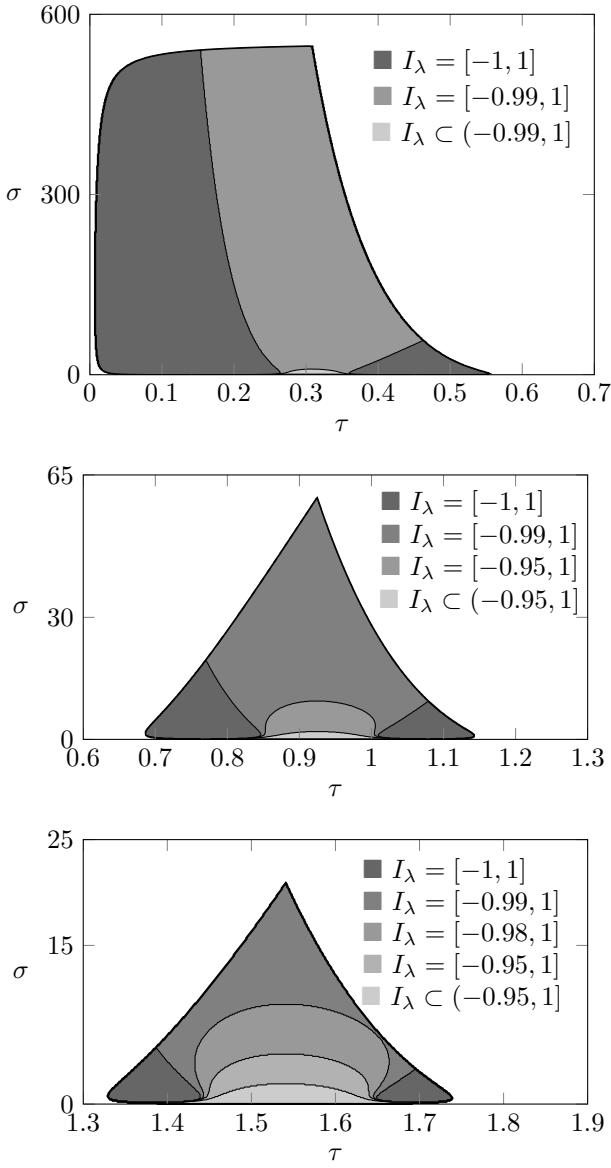 600
300
0
σ
I_λ = [−1, 1]
I_λ = [−0.99, 1]
I_λ ⊂ (−0.99, 1]
0 0.1 0.2 0.3 0.4 0.5 0.6 0.7
τ
65
30
0
σ
I_λ = [−1, 1]
I_λ = [−0.99, 1]
I_λ = [−0.95, 1]
I_λ ⊂ (−0.95, 1]
0.6 0.7 0.8 0.9 1 1.1 1.2 1.3
τ
25
15
0
σ
I_λ = [−1, 1]
I_λ = [−0.99, 1]
I_λ = [−0.98, 1]
I_λ = [−0.95, 1]
I_λ ⊂ (−0.95, 1]
1.3 1.4 1.5 1.6 1.7 1.8 1.9
τ